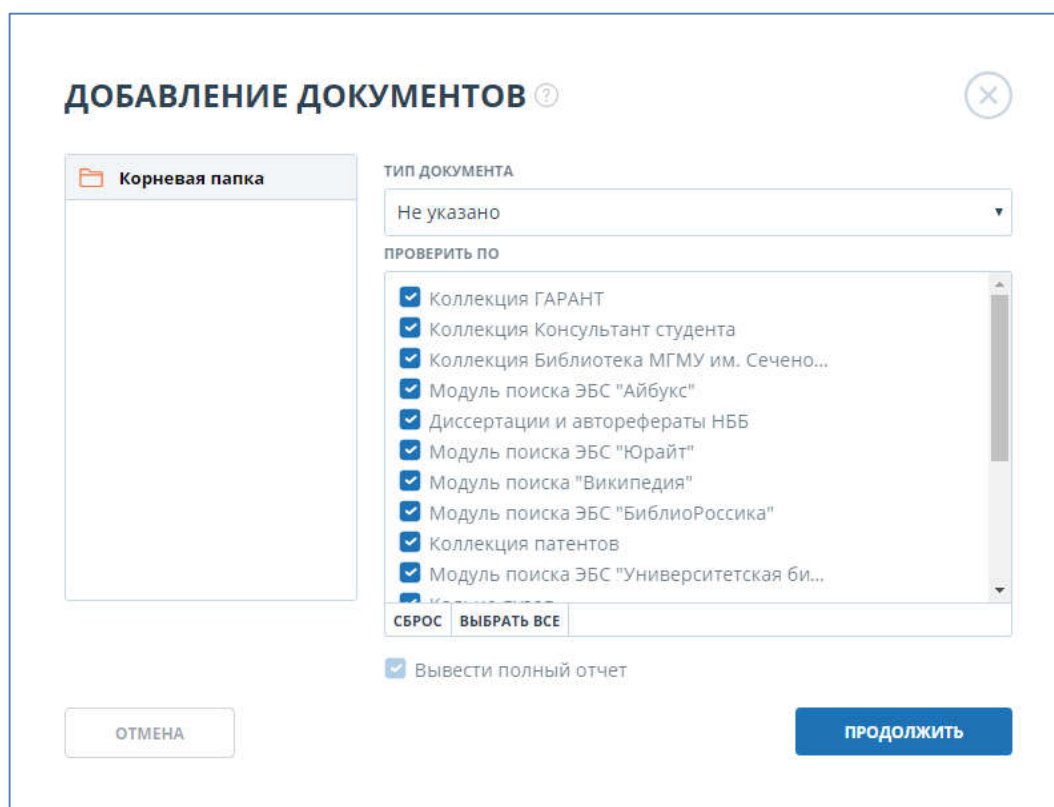 ДОБАВЛЕНИЕ ДОКУМЕНТОВ ?
Корневая папка
ТИП ДОКУМЕНТА
Не указано
ПРОВЕРИТЬ ПО
Коллекция ГАРАНТ
Коллекция Консультант студента
Коллекция Библиотека МГМУ им. Сечено...
Модуль поиска ЭБС "Айбукс"
Диссертации и авторефераты НББ
Модуль поиска ЭБС "Юрайт"
Модуль поиска "Википедия"
Модуль поиска ЭБС "БиблиоРоссика"
Коллекция патентов
Модуль поиска ЭБС "Университетская би...
СБРОС ВЫБРАТЬ ВСЕ
Вывести полный отчет
ОТМЕНА
ПРОДОЛЖИТЬ